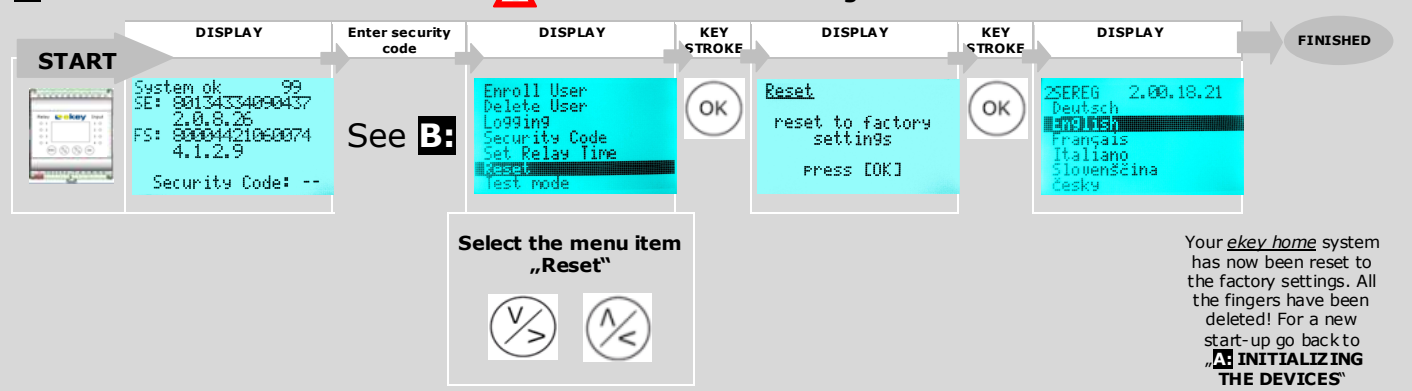 DISPLAY
Enter security
code
DISPLAY
KEY
STROKE
DISPLAY
KEY
STROKE
DISPLAY
FINISHED
START
ekey
System ok 99
SE: 80134334090437
2.0.8.26
FS: 80004421060074
4.1.2.9
Security Code: --
See B:
Enroll User
Delete User
Logging
Security Code
Set Relay Time
Reset
Test mode
OK
Reset
reset to factory
settings
press [OK]
OK
2SEREG 2.00.18.21
Deutsch
English
Français
Italiano
Slovenščina
Česky
Select the menu item
„Reset“
V/>
Λ/<
Your ekey home system
has now been reset to
the factory settings. All
the fingers have been
deleted! For a new
start-up go back to
„A: INITIALIZING
THE DEVICES“